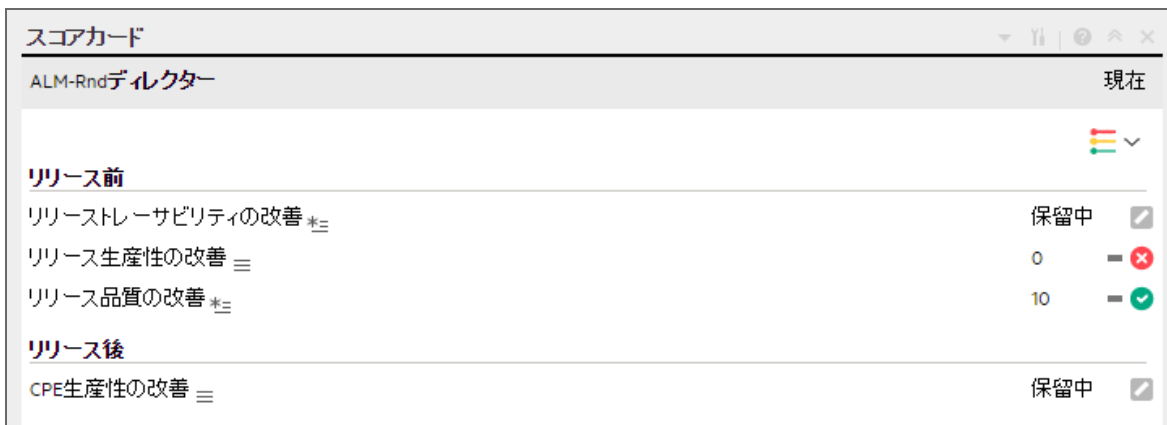 スコアカード
ALM-Rndディレクター 現在
リリース前
リリーストレーサビリティの改善 保留中
リリース生産性の改善 0
リリース品質の改善 10
リリース後
CPE生産性の改善 保留中